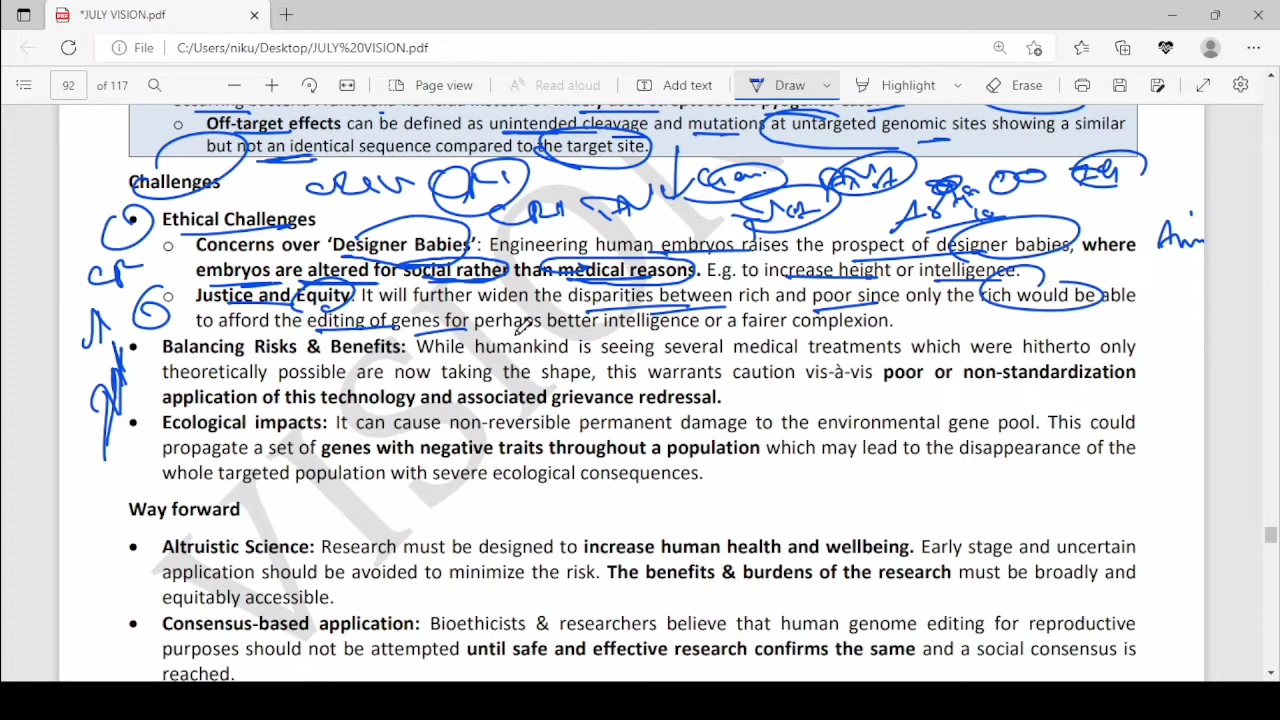 *JULY VISION.pdf
File C:/Users/niku/Desktop/JULY%20VISION.pdf
92 of 117 Page view Read aloud Add text Draw Highlight Erase
Off-target effects can be defined as unintended cleavage and mutations at untargeted genomic sites showing a similar
but not an identical sequence compared to the target site.
Challenges
Ethical Challenges
Concerns over ‘Designer Babies’: Engineering human embryos raises the prospect of designer babies, where
embryos are altered for social rather than medical reasons. E.g. to increase height or intelligence.
Justice and Equity: It will further widen the disparities between rich and poor since only the rich would be able
to afford the editing of genes for perhaps better intelligence or a fairer complexion.
Balancing Risks & Benefits: While humankind is seeing several medical treatments which were hitherto only
theoretically possible are now taking the shape, this warrants caution vis-à-vis poor or non-standardization
application of this technology and associated grievance redressal.
Ecological impacts: It can cause non-reversible permanent damage to the environmental gene pool. This could
propagate a set of genes with negative traits throughout a population which may lead to the disappearance of the
whole targeted population with severe ecological consequences.
Way forward
Altruistic Science: Research must be designed to increase human health and wellbeing. Early stage and uncertain
application should be avoided to minimize the risk. The benefits & burdens of the research must be broadly and
equitably accessible.
Consensus-based application: Bioethicists & researchers believe that human genome editing for reproductive
purposes should not be attempted until safe and effective research confirms the same and a social consensus is
reached.
VISION